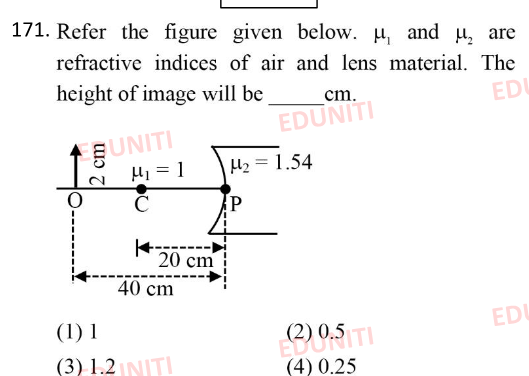 171. Refer the figure given below. μ₁ and μ₂ are
refractive indices of air and lens material. The
height of image will be _____cm.
EDU
EDUNITI
EDUNITI
2 cm
μ₁ = 1
μ₂ = 1.54
O
C
P
20 cm
40 cm
EDU
(1) 1
(2) 0.5
EDUNITI
(3) 1.2
EDUNITI
(4) 0.25